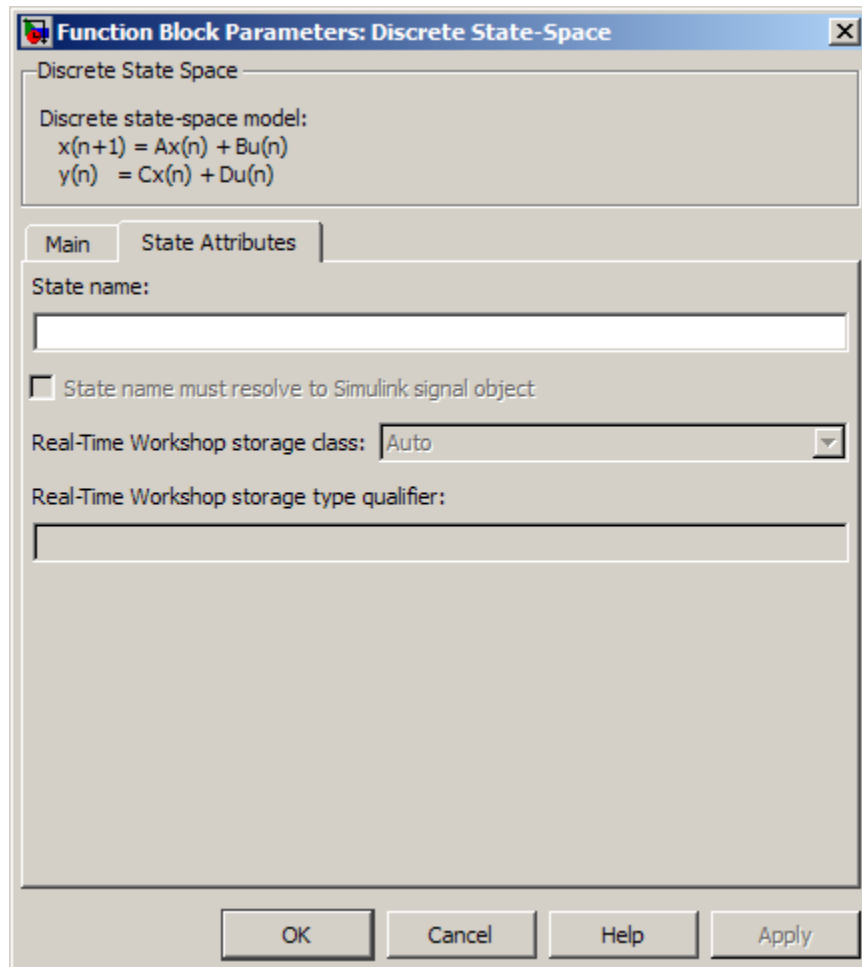 Function Block Parameters: Discrete State-Space
Discrete State Space
Discrete state-space model:
x(n+1) = Ax(n) + Bu(n)
y(n) = Cx(n) + Du(n)
Main State Attributes
State name:
State name must resolve to Simulink signal object
Real-Time Workshop storage class: Auto
Real-Time Workshop storage type qualifier:
OK Cancel Help Apply